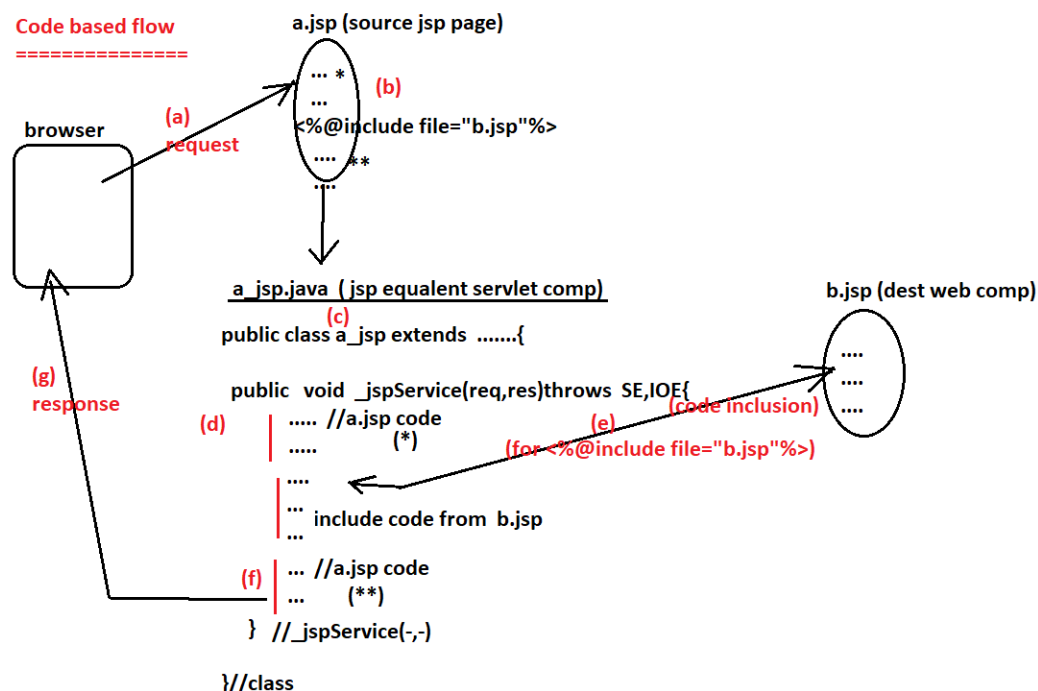 Code based flow
===============
a.jsp (source jsp page)
... *
(b)
...
(a)
request
browser
<%@include file="b.jsp"%>
.... **
....
a_jsp.java ( jsp equalent servlet comp)
(c)
public class a_jsp extends .......{
b.jsp (dest web comp)
....
....
....
(g)
response
public void _jspService(req,res)throws SE,IOE{
(d)
..... //a.jsp code
(*)
.....
(e)
(code inclusion)
(for <%@include file="b.jsp"%>)
....
...
include code from b.jsp
...
(f)
... //a.jsp code
... (**)
} //_jspService(-,-)
}//class